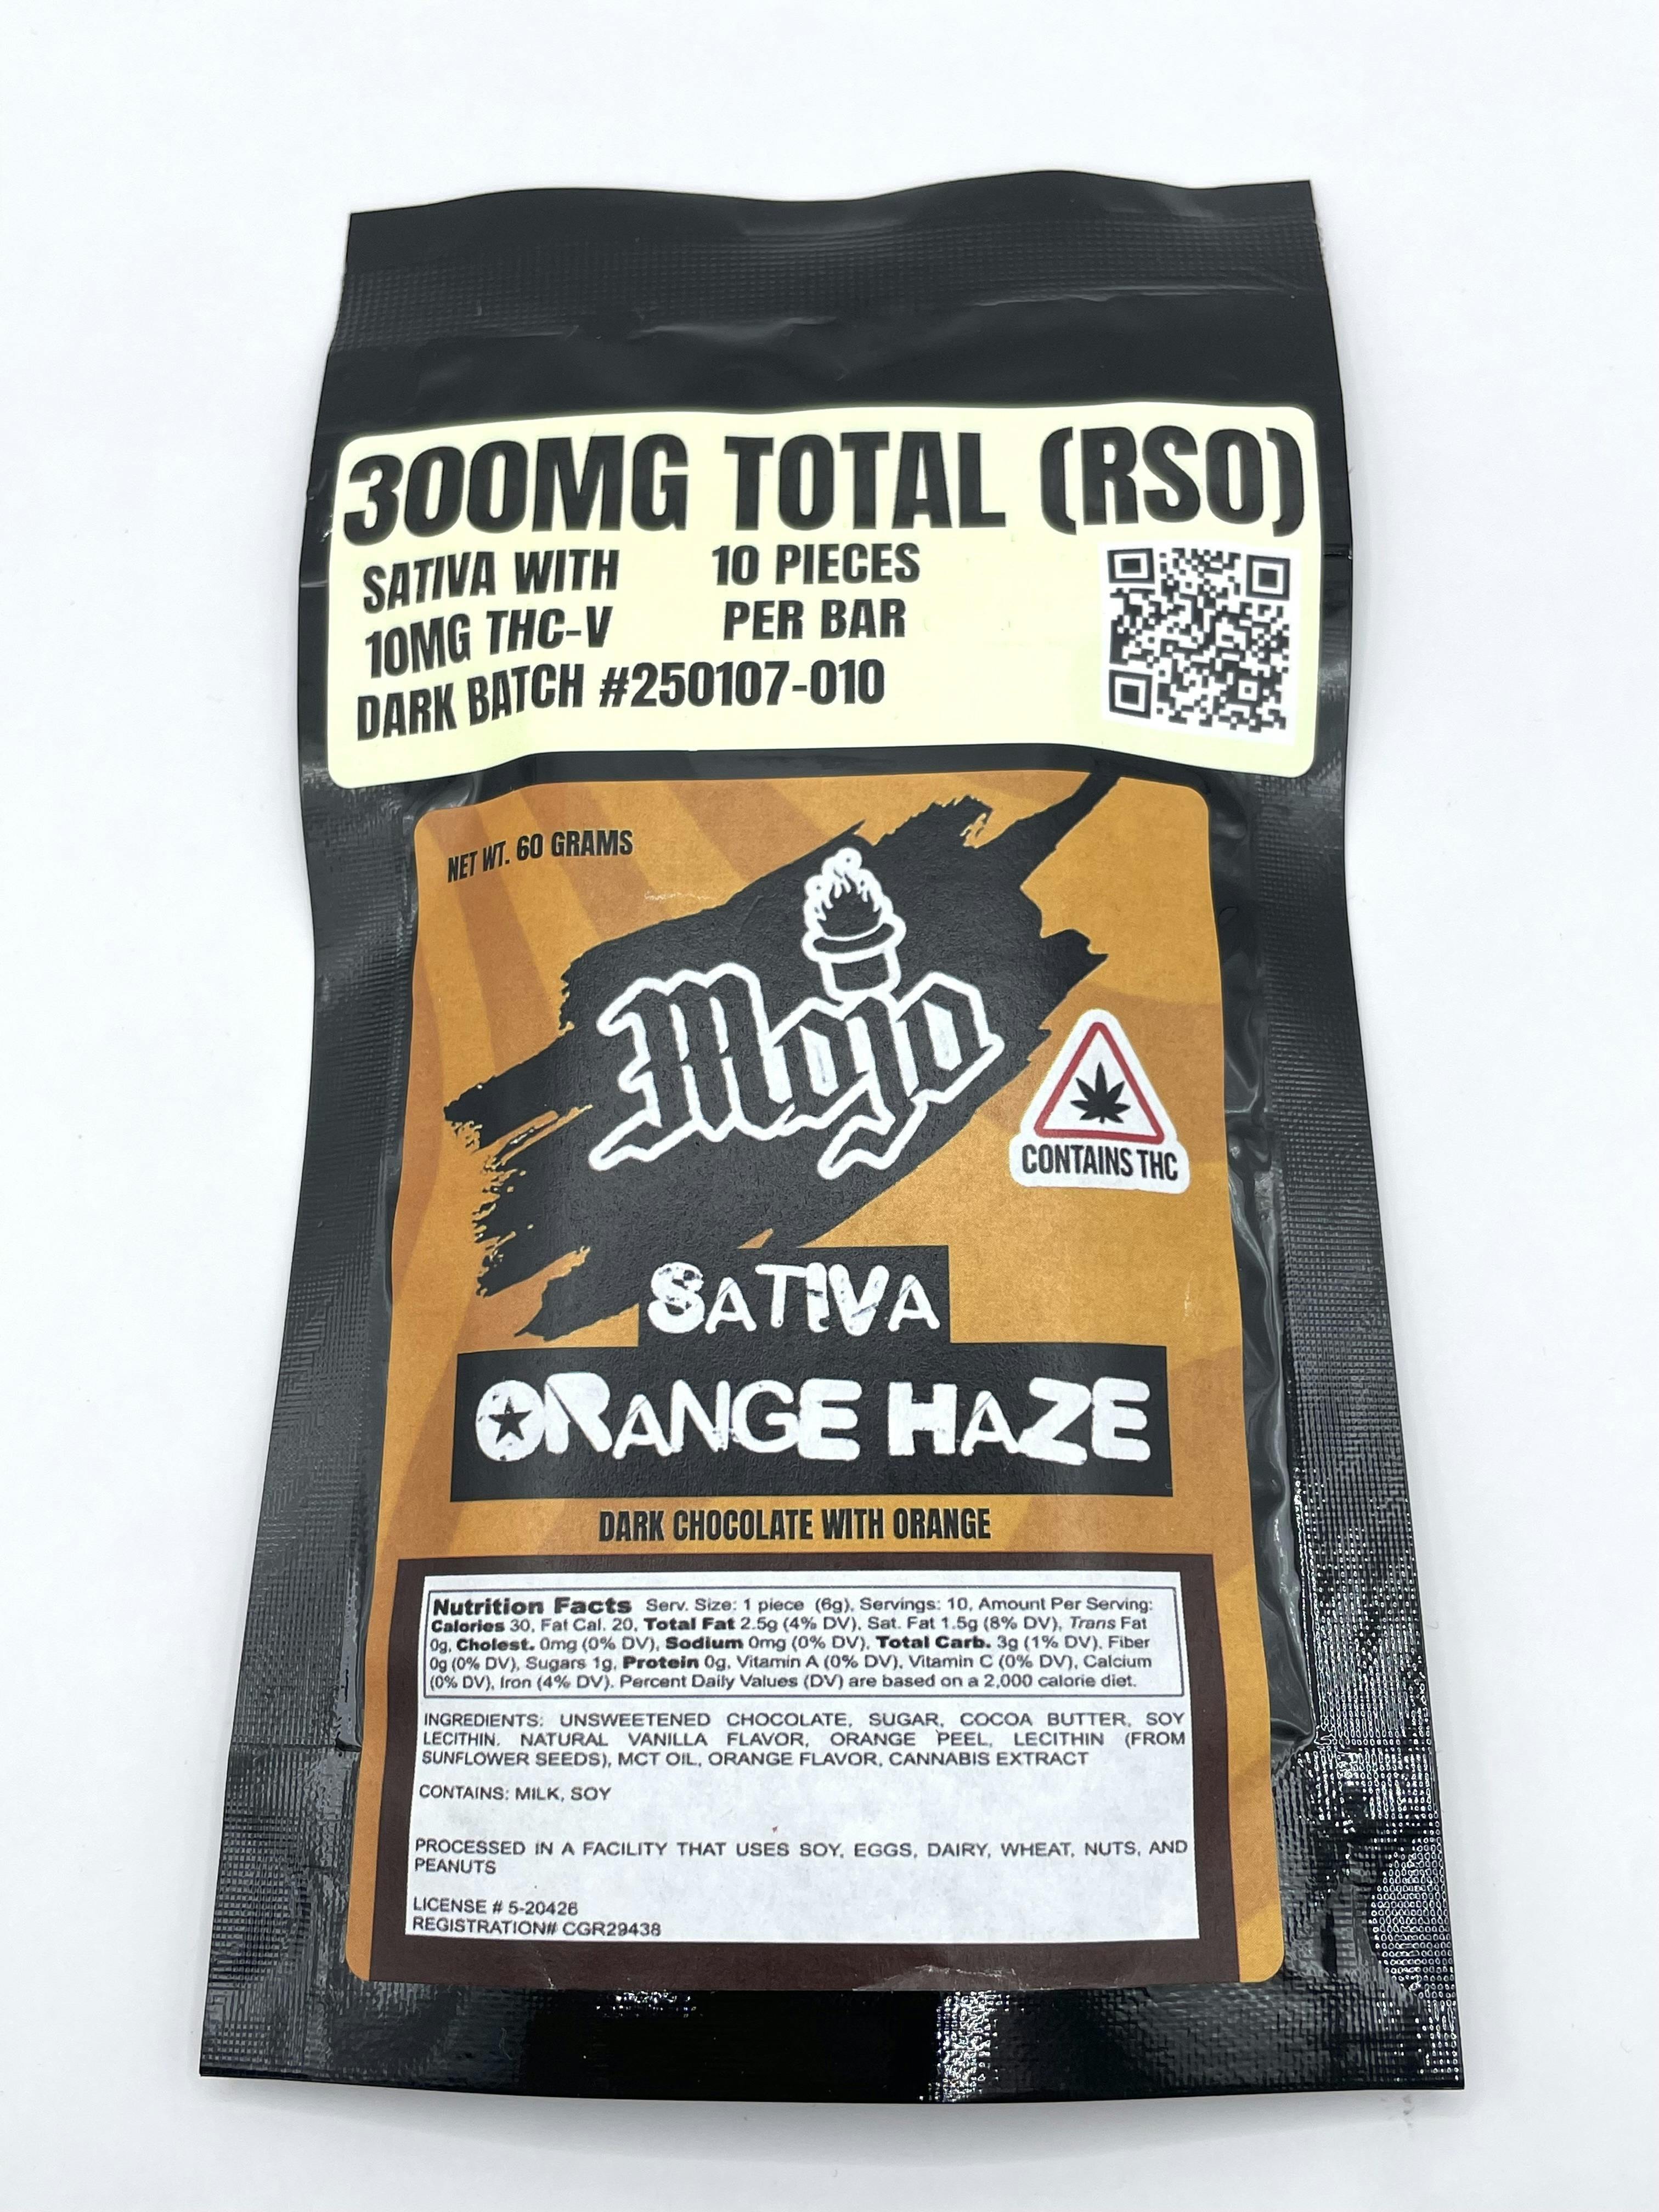 300MG TOTAL (RSO)
SATIVA WITH
10MG THC-V
10 PIECES
PER BAR
DARK BATCH #250107-010
NET WT. 60 GRAMS
Mojo
CONTAINS THC
SATIVA
ORANGE HAZE
DARK CHOCOLATE WITH ORANGE
Nutrition Facts Serv. Size: 1 piece (6g), Servings: 10, Amount Per Serving:
Calories 30, Fat Cal. 20, Total Fat 2.5g (4% DV), Sat. Fat 1.5g (8% DV), Trans Fat
0g, Cholest. 0mg (0% DV), Sodium 0mg (0% DV), Total Carb. 3g (1% DV), Fiber
0g (0% DV), Sugars 1g, Protein 0g, Vitamin A (0% DV), Vitamin C (0% DV), Calcium
(0% DV), Iron (4% DV). Percent Daily Values (DV) are based on a 2,000 calorie diet.
INGREDIENTS: UNSWEETENED CHOCOLATE, SUGAR, COCOA BUTTER, SOY
LECITHIN. NATURAL VANILLA FLAVOR, ORANGE PEEL, LECITHIN (FROM
SUNFLOWER SEEDS), MCT OIL, ORANGE FLAVOR, CANNABIS EXTRACT
CONTAINS: MILK, SOY
PROCESSED IN A FACILITY THAT USES SOY, EGGS, DAIRY, WHEAT, NUTS, AND
PEANUTS
LICENSE # 5-20426
REGISTRATION# CGR29438